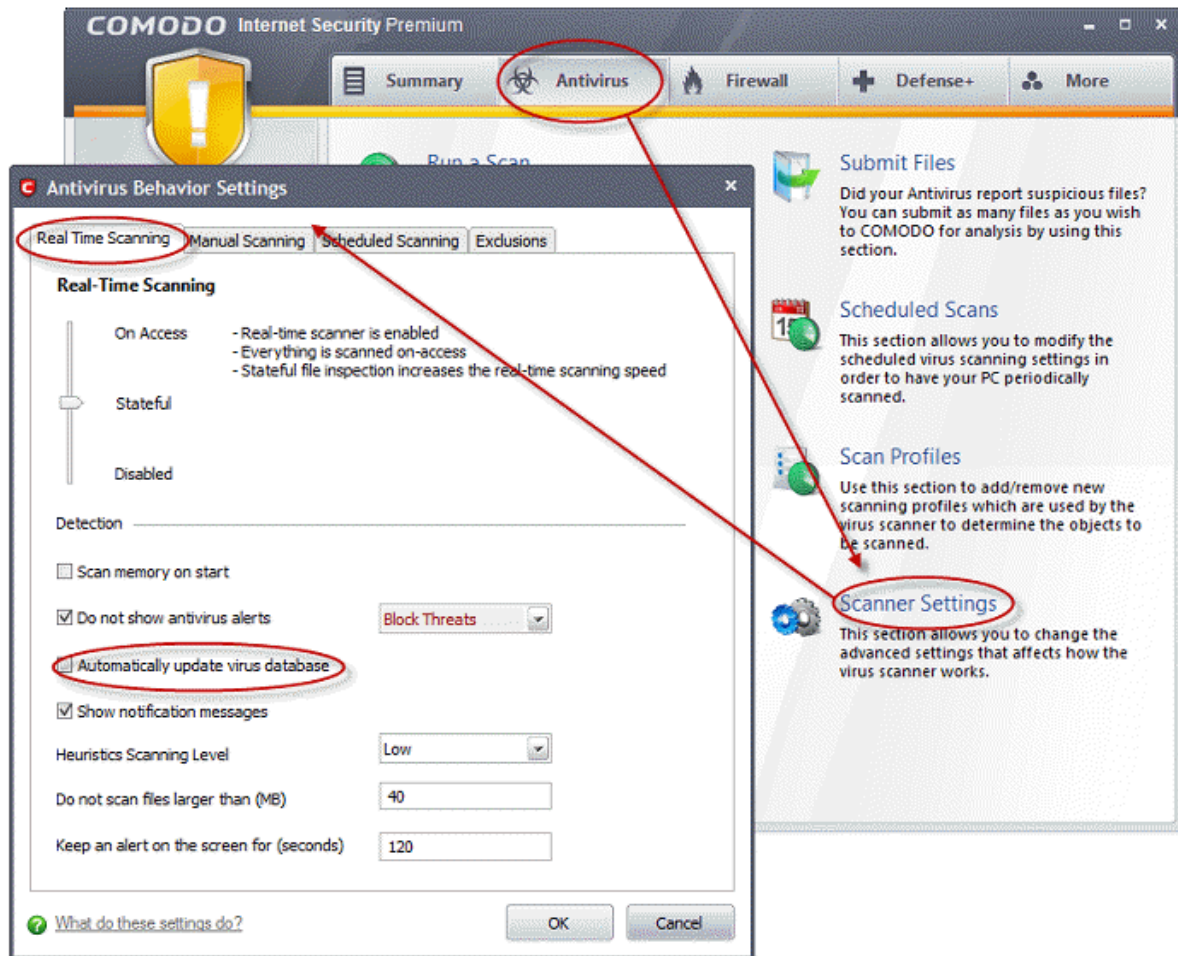 COMODO Internet Security Premium
Summary
Antivirus
Firewall
Defense+
More
Run a Scan
Submit Files
Did your Antivirus report suspicious files?
You can submit as many files as you wish
to COMODO for analysis by using this
section.
Scheduled Scans
This section allows you to modify the
scheduled virus scanning settings in
order to have your PC periodically
scanned.
Scan Profiles
Use this section to add/remove new
scanning profiles which are used by the
virus scanner to determine the objects to
be scanned.
Scanner Settings
This section allows you to change the
advanced settings that affects how the
virus scanner works.
Antivirus Behavior Settings
Real Time Scanning
Manual Scanning
Scheduled Scanning
Exclusions
Real-Time Scanning
On Access
- Real-time scanner is enabled
- Everything is scanned on-access
- Stateful file inspection increases the real-time scanning speed
Stateful
Disabled
Detection
Scan memory on start
Do not show antivirus alerts
Block Threats
Automatically update virus database
Show notification messages
Heuristics Scanning Level
Low
Do not scan files larger than (MB)
40
Keep an alert on the screen for (seconds)
120
What do these settings do?
OK
Cancel